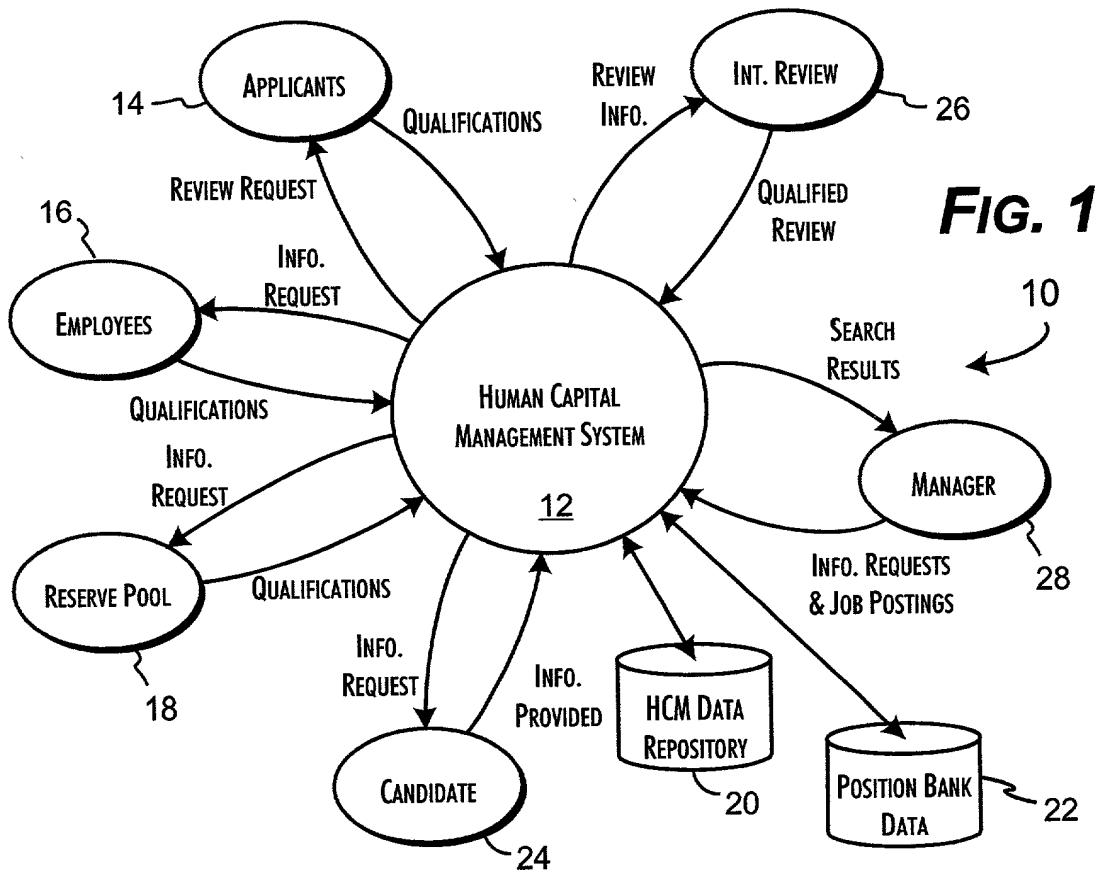 APPLICANTS
14
QUALIFICATIONS
REVIEW REQUEST
REVIEW
INFO.
INT. REVIEW
26
QUALIFIED
REVIEW
FIG. 1
10
16
EMPLOYEES
INFO.
REQUEST
QUALIFICATIONS
HUMAN CAPITAL
MANAGEMENT SYSTEM
12
SEARCH
RESULTS
MANAGER
28
INFO. REQUESTS
& JOB POSTINGS
INFO.
REQUEST
RESERVE POOL
18
QUALIFICATIONS
INFO.
REQUEST
INFO.
PROVIDED
CANDIDATE
24
HCM DATA
REPOSITORY
20
POSITION BANK
DATA
22